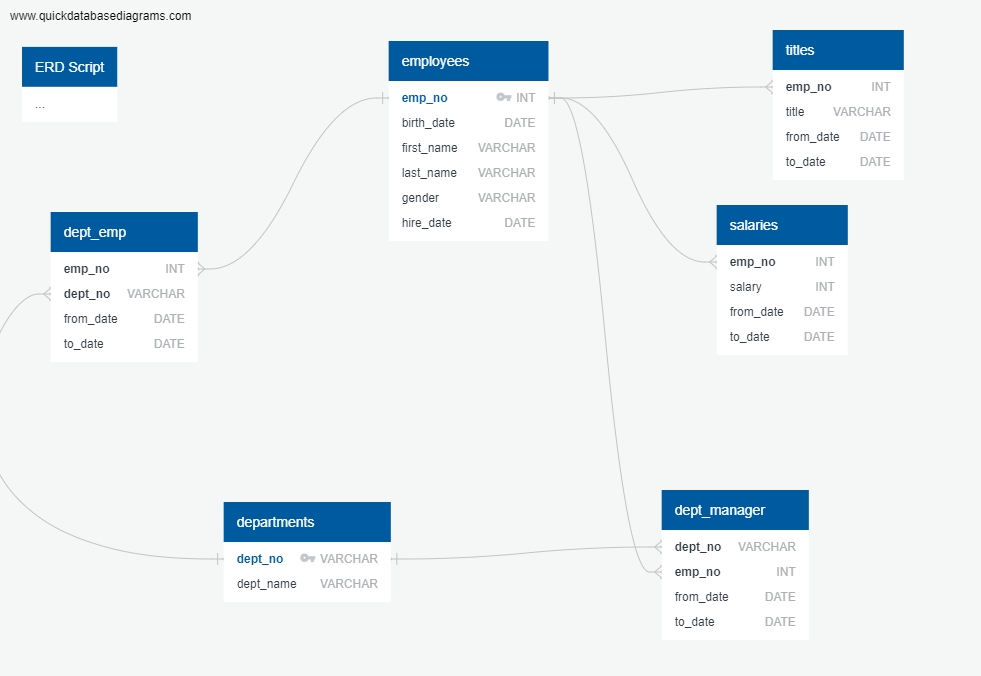 www.quickdatabasediagrams.com
ERD Script
...
employees
emp_no INT
birth_date DATE
first_name VARCHAR
last_name VARCHAR
gender VARCHAR
hire_date DATE
titles
emp_no INT
title VARCHAR
from_date DATE
to_date DATE
dept_emp
emp_no INT
dept_no VARCHAR
from_date DATE
to_date DATE
salaries
emp_no INT
salary INT
from_date DATE
to_date DATE
departments
dept_no VARCHAR
dept_name VARCHAR
dept_manager
dept_no VARCHAR
emp_no INT
from_date DATE
to_date DATE